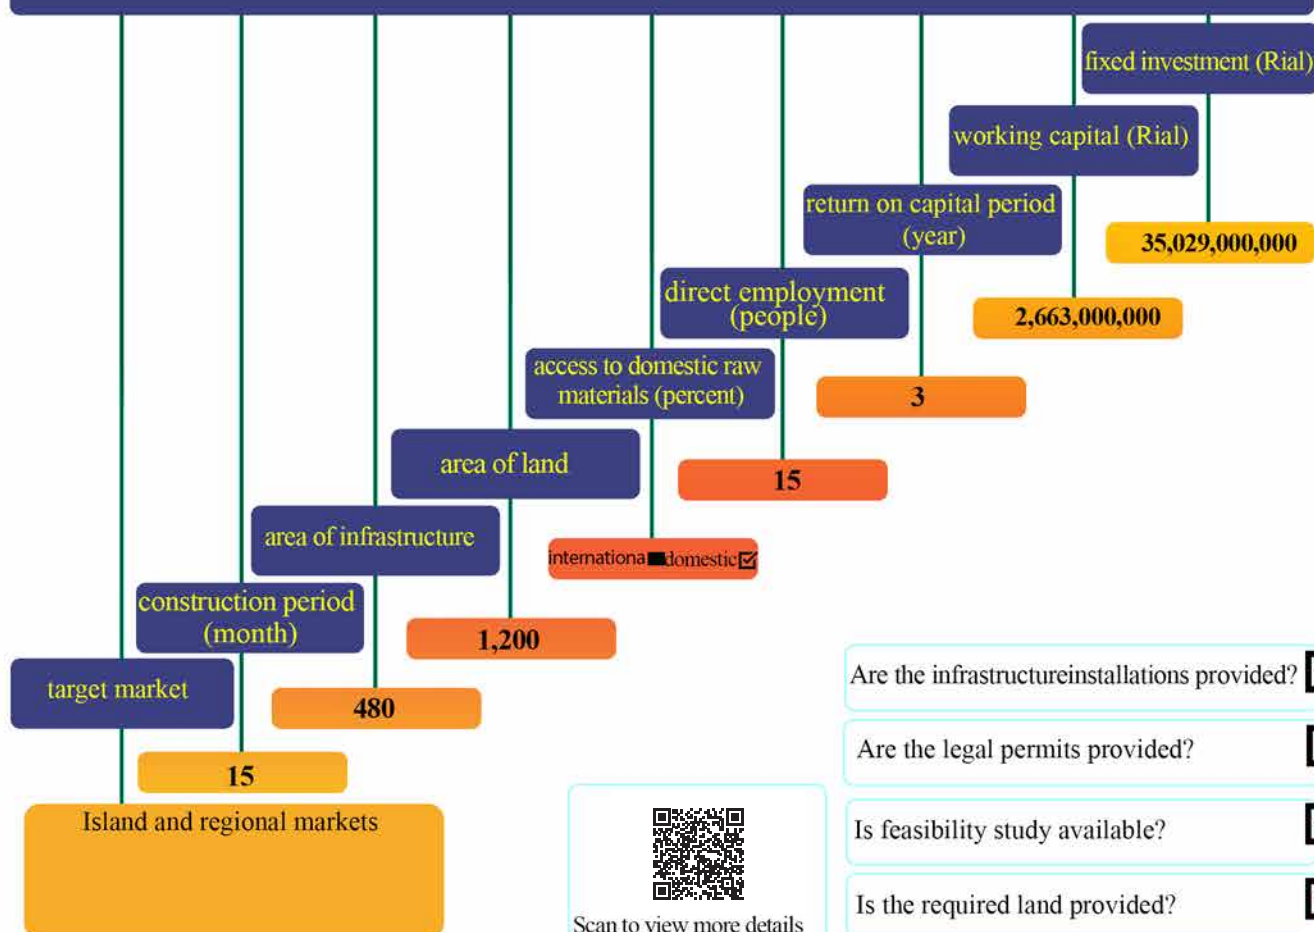 fixed investment (Rial)
35,029,000,000
working capital (Rial)
2,663,000,000
return on capital period
(year)
3
direct employment
(people)
15
access to domestic raw
materials (percent)
internationa domestic
area of land
1,200
area of infrastructure
480
construction period
(month)
15
target market
Island and regional markets
Are the infrastructureinstallations provided?
Are the legal permits provided?
Is feasibility study available?
Is the required land provided?
Scan to view more details